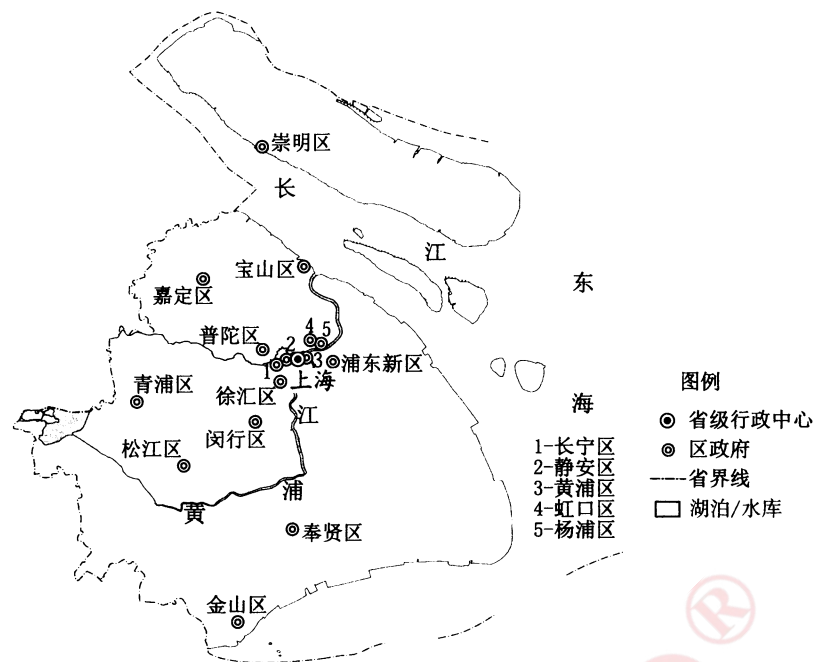 崇明区
长
江
宝山区
嘉定区
东
普陀区
2
4
5
1
3
浦东新区
上海
徐汇区
青浦区
江
闵行区
松江区
海
浦
黄
奉贤区
金山区
图例
省级行政中心
区政府
省界线
湖泊/水库
1-长宁区
2-静安区
3-黄浦区
4-虹口区
5-杨浦区
®